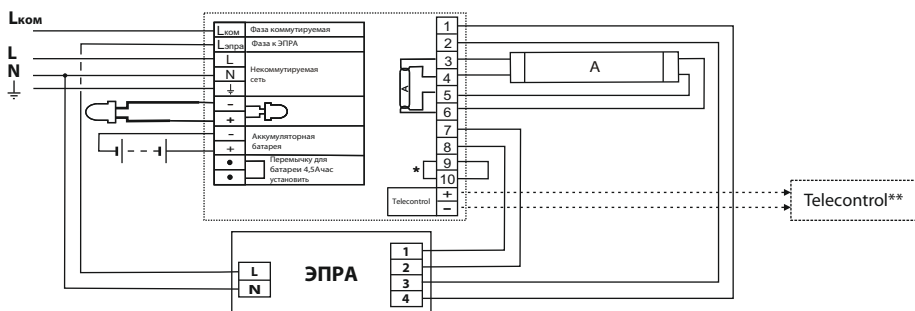 Lком
L
N
Lком Фаза коммутируемая
Lэпра Фаза к ЭПРА
L
N
Некоммутируемая
сеть
–
+
–
+
Аккумуляторная
батарея
Перемычку для
батареи 4,5Ачас
установить
A
*
1
2
3
4
5
6
7
8
9
10
+
–
Telecontrol
A
Telecontrol**
L
N
ЭПРА
1
2
3
4